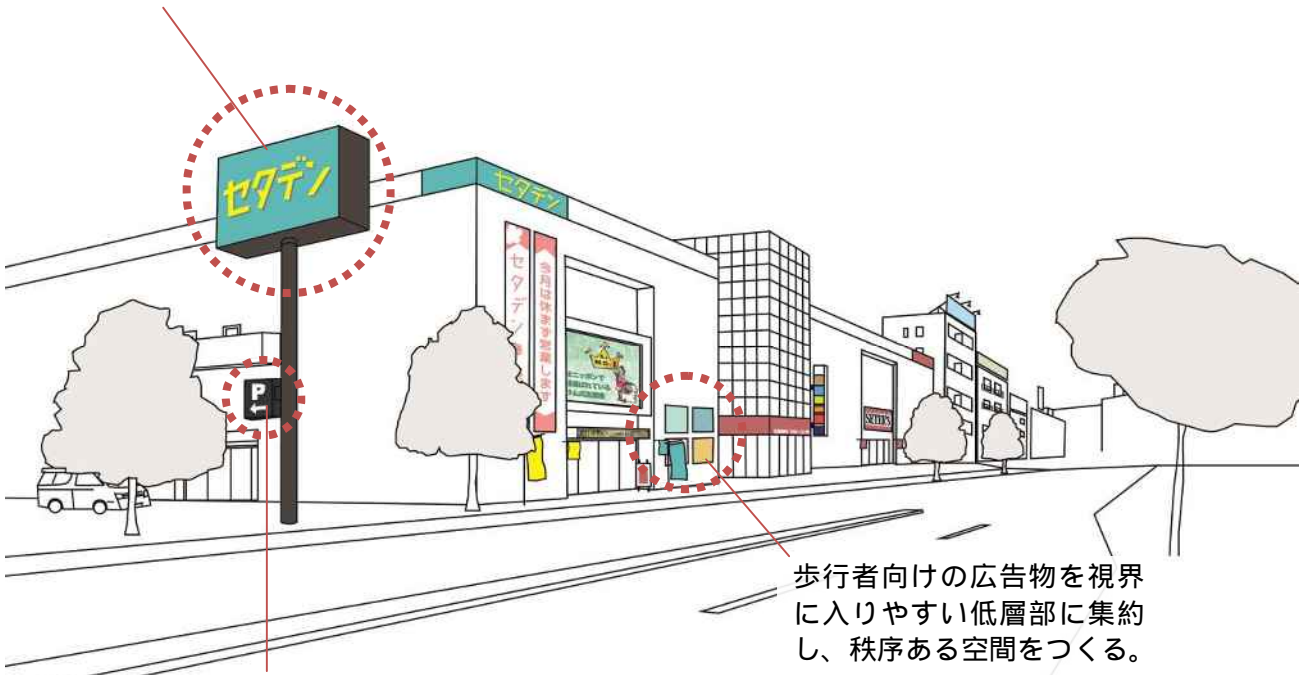 セタデン
セタデン
セタデン
今月は休まず営業します
P
歩行者向けの広告物を視界
に入りやすい低層部に集約
し、秩序ある空間をつくる。